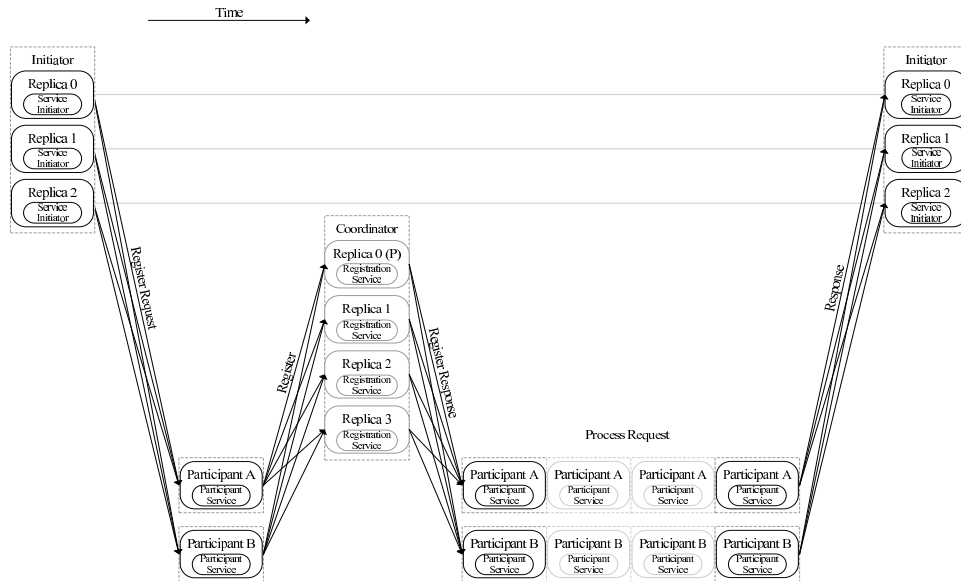 Time
Initiator
Replica 0
Service
Initiator
Replica 1
Service
Initiator
Replica 2
Service
Initiator
Register Request
Participant A
Participant
Service
Participant B
Participant
Service
Register
Coordinator
Replica 0 (P)
Registration
Service
Replica 1
Registration
Service
Replica 2
Registration
Service
Replica 3
Registration
Service
Register Response
Process Request
Participant A
Participant
Service
Participant A
Participant
Service
Participant A
Participant
Service
Participant A
Participant
Service
Participant B
Participant
Service
Participant B
Participant
Service
Participant B
Participant
Service
Participant B
Participant
Service
Response
Initiator
Replica 0
Service
Initiator
Replica 1
Service
Initiator
Replica 2
Service
Initiator